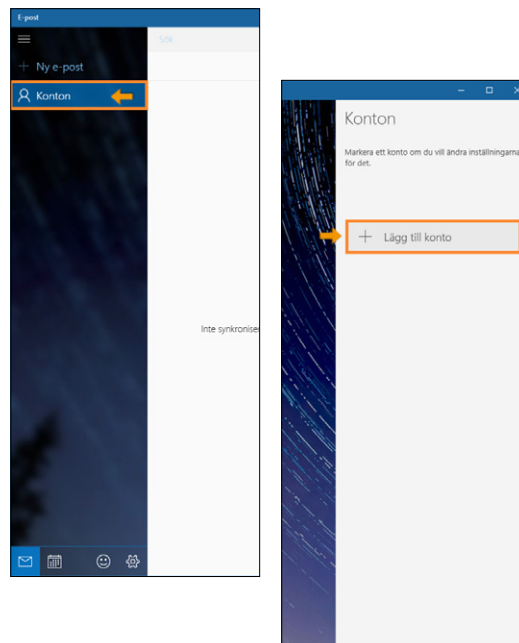 E-post
Sök
Ny e-post
Konton
Inte synkronise
Konton
Markera ett konto om du vill ändra inställningarna
för det.
Lägg till konto